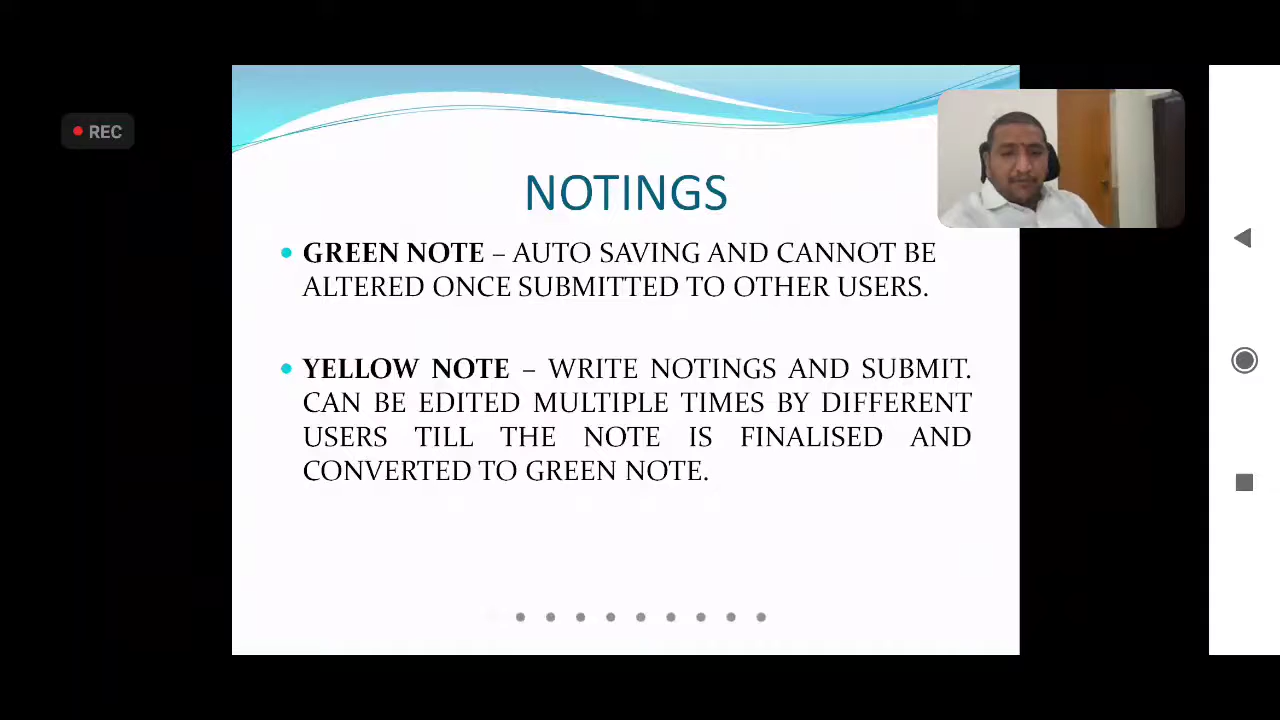 REC
NOTINGS
GREEN NOTE – AUTO SAVING AND CANNOT BE
ALTERED ONCE SUBMITTED TO OTHER USERS.
YELLOW NOTE – WRITE NOTINGS AND SUBMIT.
CAN BE EDITED MULTIPLE TIMES BY DIFFERENT
USERS TILL THE NOTE IS FINALISED AND
CONVERTED TO GREEN NOTE.